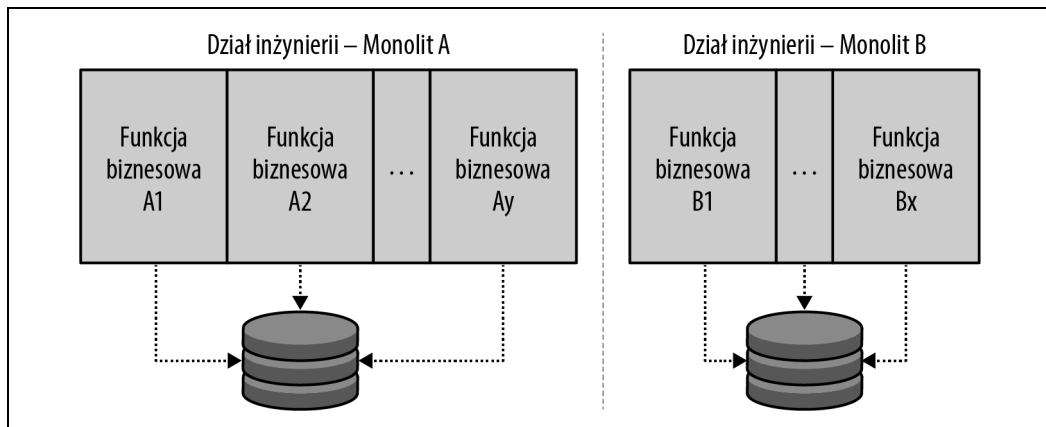 Dział inżynierii – Monolit A
Funkcja
biznesowa
A1
Funkcja
biznesowa
A2
...
Funkcja
biznesowa
Ay
Dział inżynierii – Monolit B
Funkcja
biznesowa
B1
...
Funkcja
biznesowa
Bx